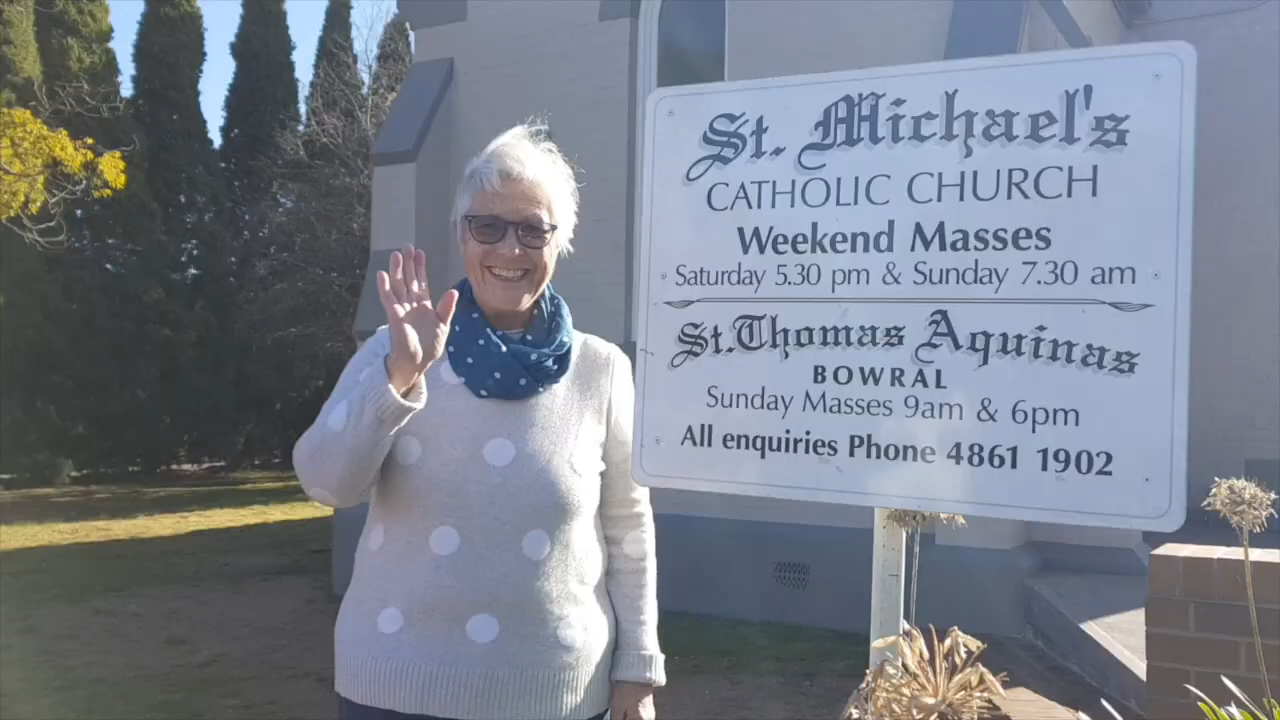 St. Michael's
CATHOLIC CHURCH
Weekend Masses
Saturday 5.30 pm & Sunday 7.30 am
St. Thomas Aquinas
BOWRAL
Sunday Masses 9am & 6pm
All enquiries Phone 4861 1902